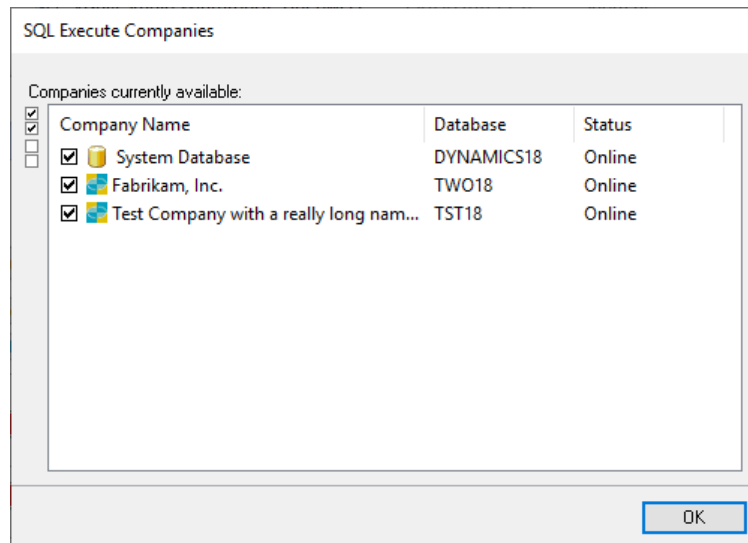 SQL Execute Companies
Companies currently available:
Company Name Database Status
System Database DYNAMICS18 Online
Fabrikam, Inc. TWO18 Online
Test Company with a really long nam... TST18 Online
OK